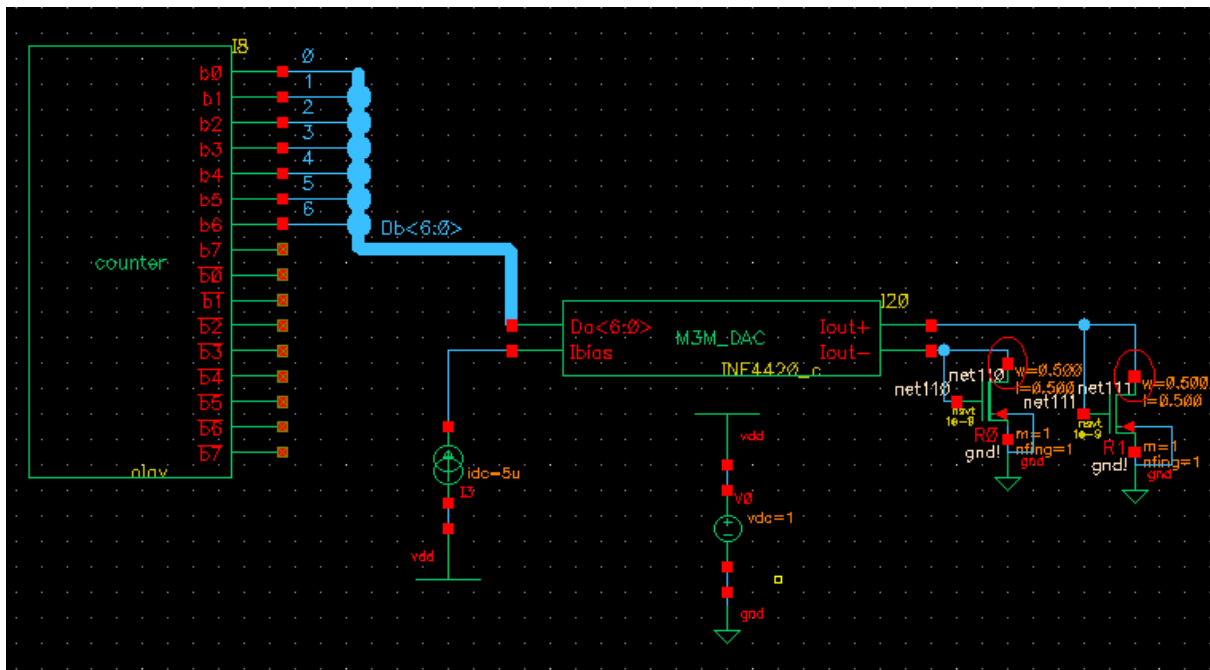 I8
b0
0
b1
1
b2
2
b3
3
b4
4
b5
5
b6
6
Db<6:0>
b7
counter
b0
b1
b2
b3
b4
b5
b6
b7
olav
I20
Da<6:0>
M3M_DAC
Iout+
Ibias
Iout-
INF4420_c
net110
w=0.500
l=0.500
net110
nsvt
1e-9
R0
m=1
nfing=1
gnd!
gnd
net111
w=0.500
l=0.500
net111
nsvt
1e-9
R1
m=1
nfing=1
gnd!
gnd
idc=5u
I3
vdd
vdd
V0
vdc=1
gnd